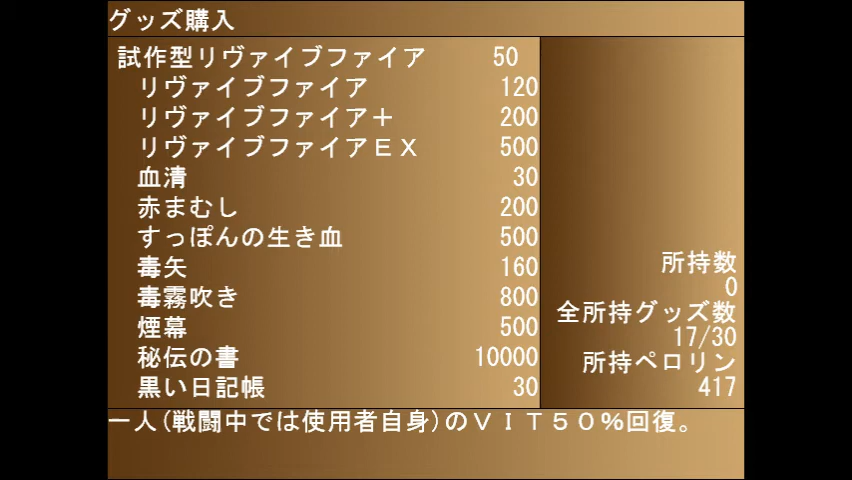 グッズ購入
試作型リヴァイブファイア 50
リヴァイブファイア 120
リヴァイブファイア＋ 200
リヴァイブファイアＥＸ 500
血清 30
赤まむし 200
すっぽんの生き血 500
毒矢 160
毒霧吹き 800
煙幕 500
秘伝の書 10000
黒い日記帳 30
所持数
0
全所持グッズ数
17/30
所持ペロリン
417
一人(戦闘中では使用者自身)のＶＩＴ５０％回復。